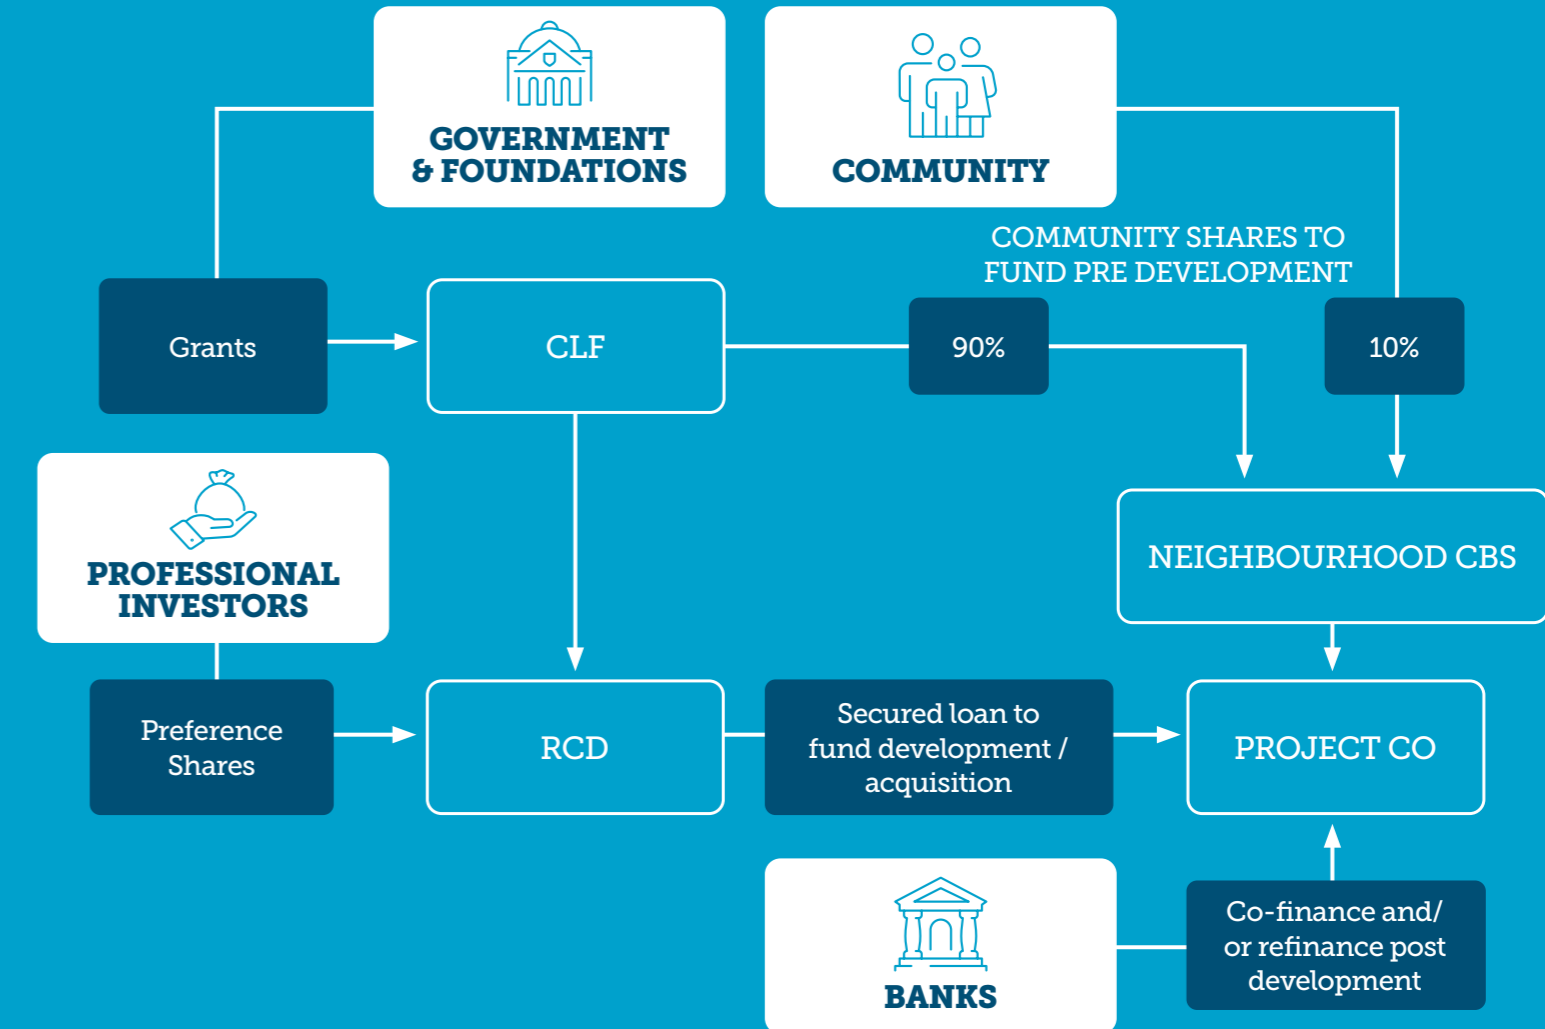 GOVERNMENT
& FOUNDATIONS
COMMUNITY
COMMUNITY SHARES TO
FUND PRE DEVELOPMENT
Grants
CLF
90%
10%
PROFESSIONAL
INVESTORS
NEIGHBOURHOOD CBS
Preference
Shares
RCD
Secured loan to
fund development /
acquisition
PROJECT CO
BANKS
Co-finance and/
or refinance post
development